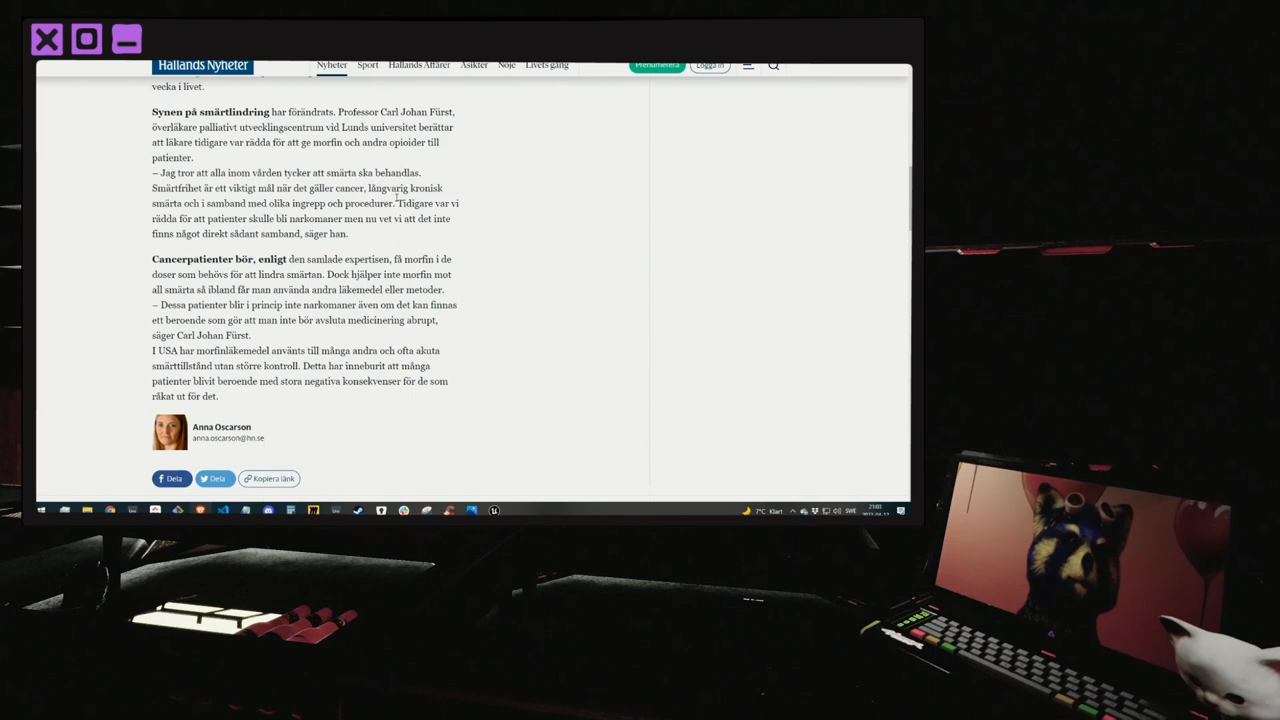 Hallands Nyheter
Nyheter Sport Hallands Affärer Åsikter Nöje Livets gång
Prenumerera Logga in
vecka i livet.
Synen på smärtlindring har förändrats. Professor Carl Johan Fürst,
överläkare palliativt utvecklingscentrum vid Lunds universitet berättar
att läkare tidigare var rädda för att ge morfin och andra opioider till
patienter.
– Jag tror att alla inom vården tycker att smärta ska behandlas.
Smärtfrihet är ett viktigt mål när det gäller cancer, långvarig kronisk
smärta och i samband med olika ingrepp och procedurer. Tidigare var vi
rädda för att patienter skulle bli narkomaner men nu vet vi att det inte
finns något direkt sådant samband, säger han.
Cancerpatienter bör, enligt den samlade expertisen, få morfin i de
doser som behövs för att lindra smärtan. Dock hjälper inte morfin mot
all smärta så ibland får man använda andra läkemedel eller metoder.
– Dessa patienter blir i princip inte narkomaner även om det kan finnas
ett beroende som gör att man inte bör avsluta medicinering abrupt,
säger Carl Johan Fürst.
I USA har morfinläkemedel använts till många andra och ofta akuta
smärttillstånd utan större kontroll. Detta har inneburit att många
patienter blivit beroende med stora negativa konsekvenser för de som
råkat ut för det.
Anna Oscarson
anna.oscarson@hn.se
Dela Dela Kopiera länk
7°C Klart SWE 21:03